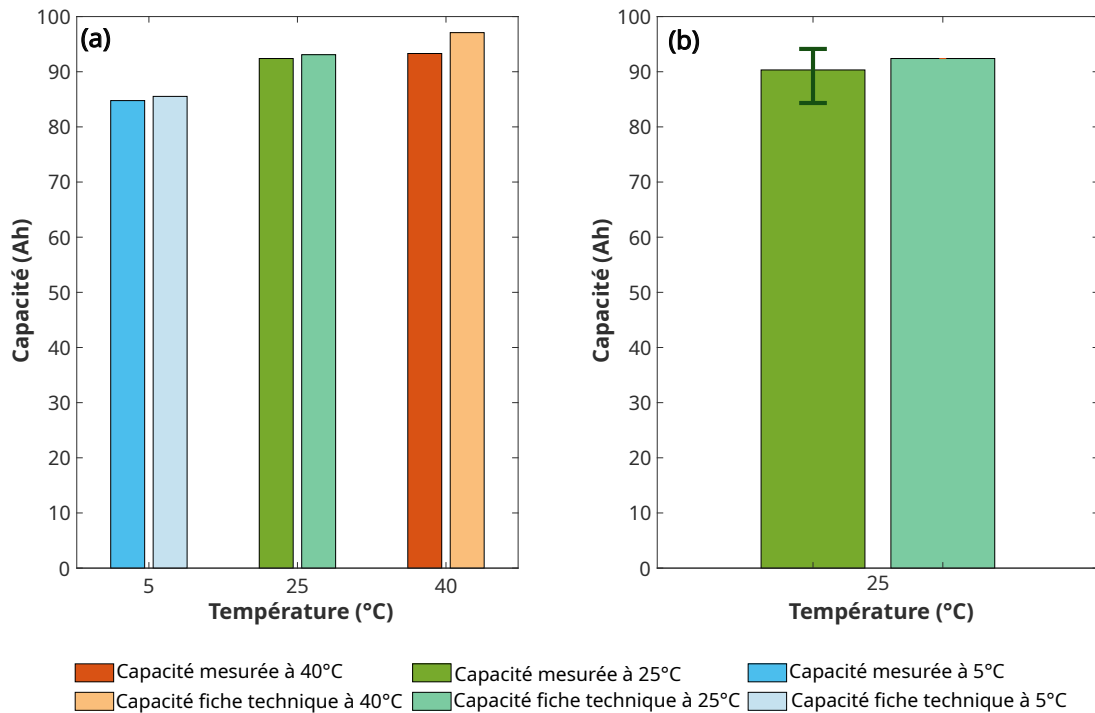 (a)
100
90
80
70
60
50
40
30
20
10
0
Capacité (Ah)
5 25 40
Température (°C)
(b)
100
90
80
70
60
50
40
30
20
10
0
Capacité (Ah)
25
Température (°C)
Capacité mesurée à 40°C Capacité mesurée à 25°C Capacité mesurée à 5°C
Capacité fiche technique à 40°C Capacité fiche technique à 25°C Capacité fiche technique à 5°C